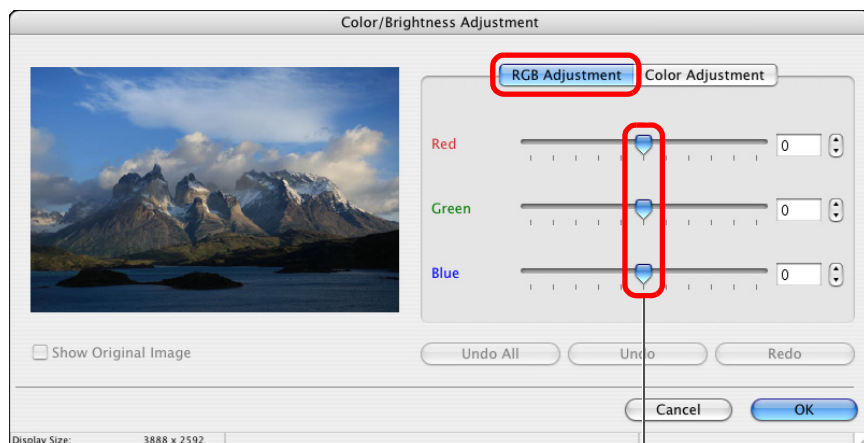 Color/Brightness Adjustment
RGB Adjustment Color Adjustment
Red 0
Green 0
Blue 0
Show Original Image
Undo All Undo Redo
Cancel OK
Display Size: 3888 x 2592